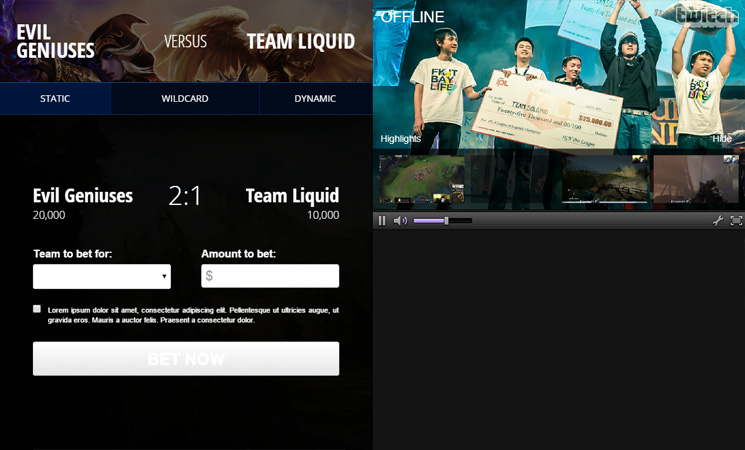 EVIL
GENIUSES
VERSUS
TEAM LIQUID
STATIC
WILDCARD
DYNAMIC
Evil Geniuses
2:1
Team Liquid
20,000
10,000
Team to bet for:
Amount to bet:
$
Lorem ipsum dolor sit amet, consectetur adipiscing elit. Pellentesque ut ultricies augue, ut
gravida eros. Mauris a auctor felis. Praesent a consectetur dolor.
BET NOW
OFFLINE
twitch
FK*T
BAY
LIFE
IPL
TEAM SOLOMID
$25,000.00
Twenty-five Thousand and 00/100
Highlights
Hide